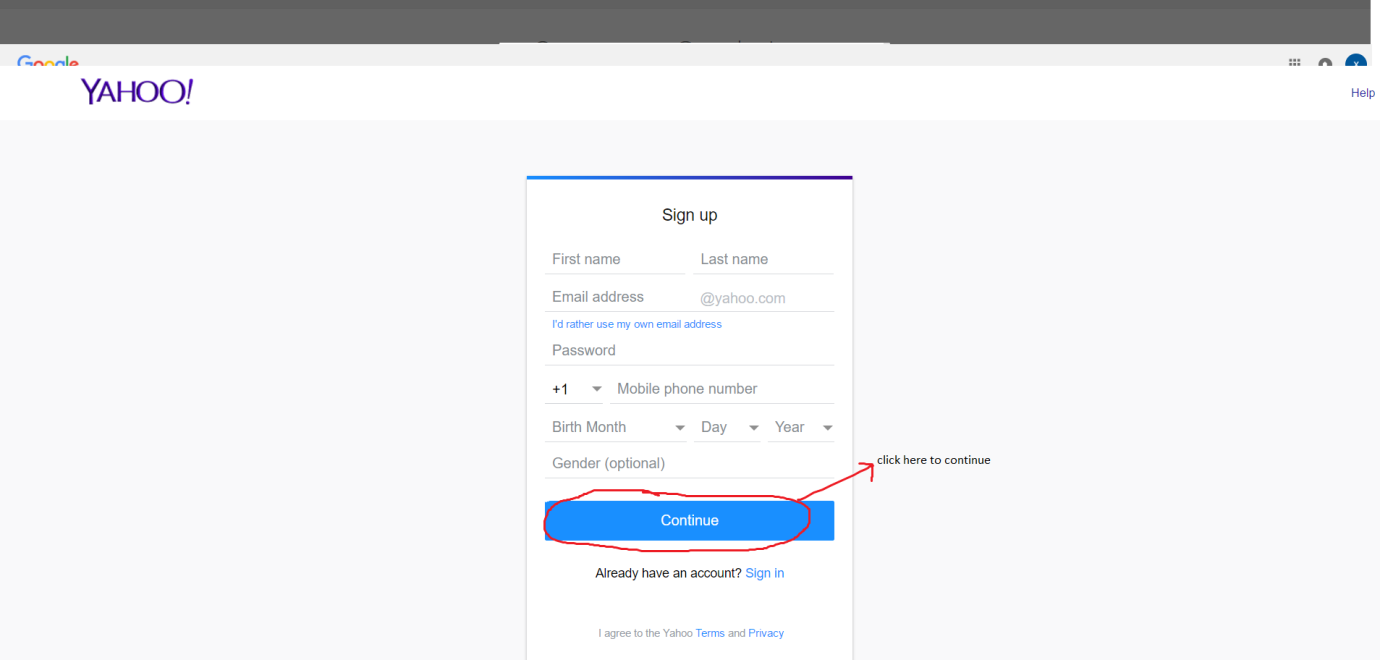 Google
YAHOO!
Help
Sign up
First name Last name
Email address @yahoo.com
I'd rather use my own email address
Password
+1 Mobile phone number
Birth Month Day Year
Gender (optional)
click here to continue
Continue
Already have an account? Sign in
I agree to the Yahoo Terms and Privacy